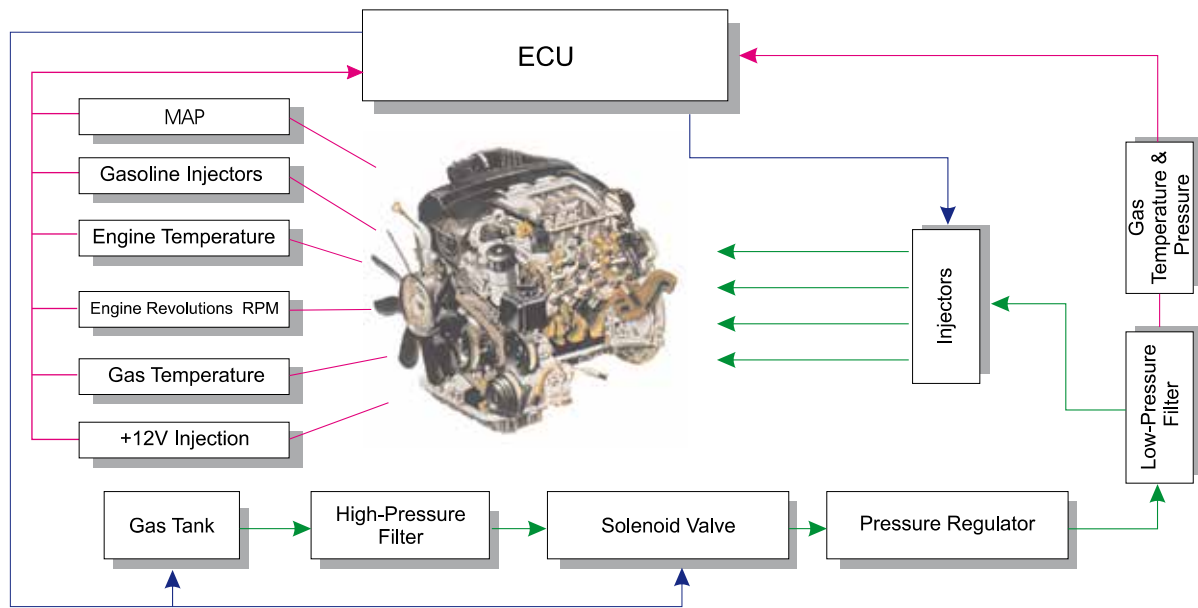 ECU
MAP
Gasoline Injectors
Engine Temperature
Engine Revolutions RPM
Gas Temperature
+12V Injection
Gas
Temperature &
Pressure
Injectors
Low-Pressure
Filter
Gas Tank
High-Pressure
Filter
Solenoid Valve
Pressure Regulator